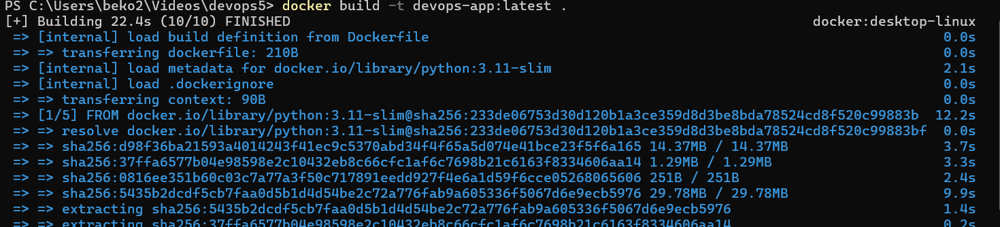 PS C:\Users\beko2\Videos\devops5> docker build -t devops-app:latest .
[+] Building 22.4s (10/10) FINISHED docker:desktop-linux
=> [internal] load build definition from Dockerfile 0.0s
=> => transferring dockerfile: 210B 0.0s
=> [internal] load metadata for docker.io/library/python:3.11-slim 2.1s
=> [internal] load .dockerignore 0.0s
=> => transferring context: 90B 0.0s
=> [1/5] FROM docker.io/library/python:3.11-slim@sha256:233de06753d30d120b1a3ce359d8d3be8bda78524cd8f520c99883b 12.2s
=> => resolve docker.io/library/python:3.11-slim@sha256:233de06753d30d120b1a3ce359d8d3be8bda78524cd8f520c99883bf 0.0s
=> => sha256:d98f36ba21593a4014243f41ec9c5370abd34f4f65a5d074e41bce23f5f6a165 14.37MB / 14.37MB 3.7s
=> => sha256:37ffa6577b04e98598e2c10432eb8c66cfc1af6c7698b21c6163f8334606aa14 1.29MB / 1.29MB 3.3s
=> => sha256:0816ee351b60c03c7a77a3f50c717891eedd927f4e6a1d59f6cce05268065606 251B / 251B 2.4s
=> => sha256:5435b2dcdf5cb7faa0d5b1d4d54be2c72a776fab9a605336f5067d6e9ecb5976 29.78MB / 29.78MB 9.9s
=> => extracting sha256:5435b2dcdf5cb7faa0d5b1d4d54be2c72a776fab9a605336f5067d6e9ecb5976 1.4s
=> => extracting sha256:37ffa6577b04e98598e2c10432eb8c66cfc1af6c7698b21c6163f8334606aa14 0.2s